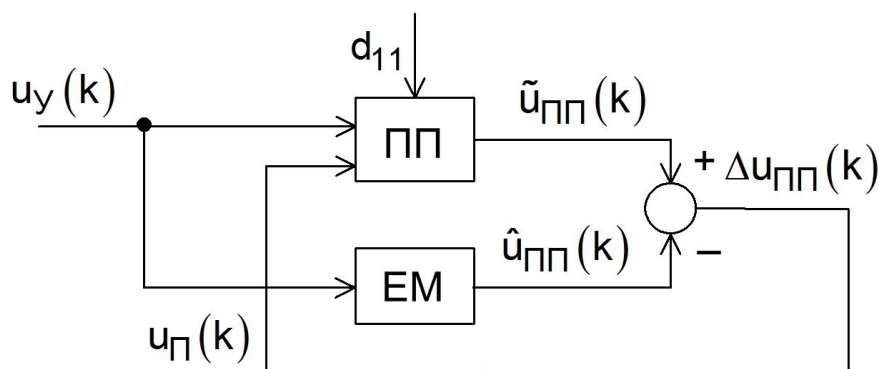 d₁₁
u_У(k)
ũ_ПП(k)
ПП
+ Δu_ПП(k)
û_ПП(k)
−
ЕМ
u_П(k)